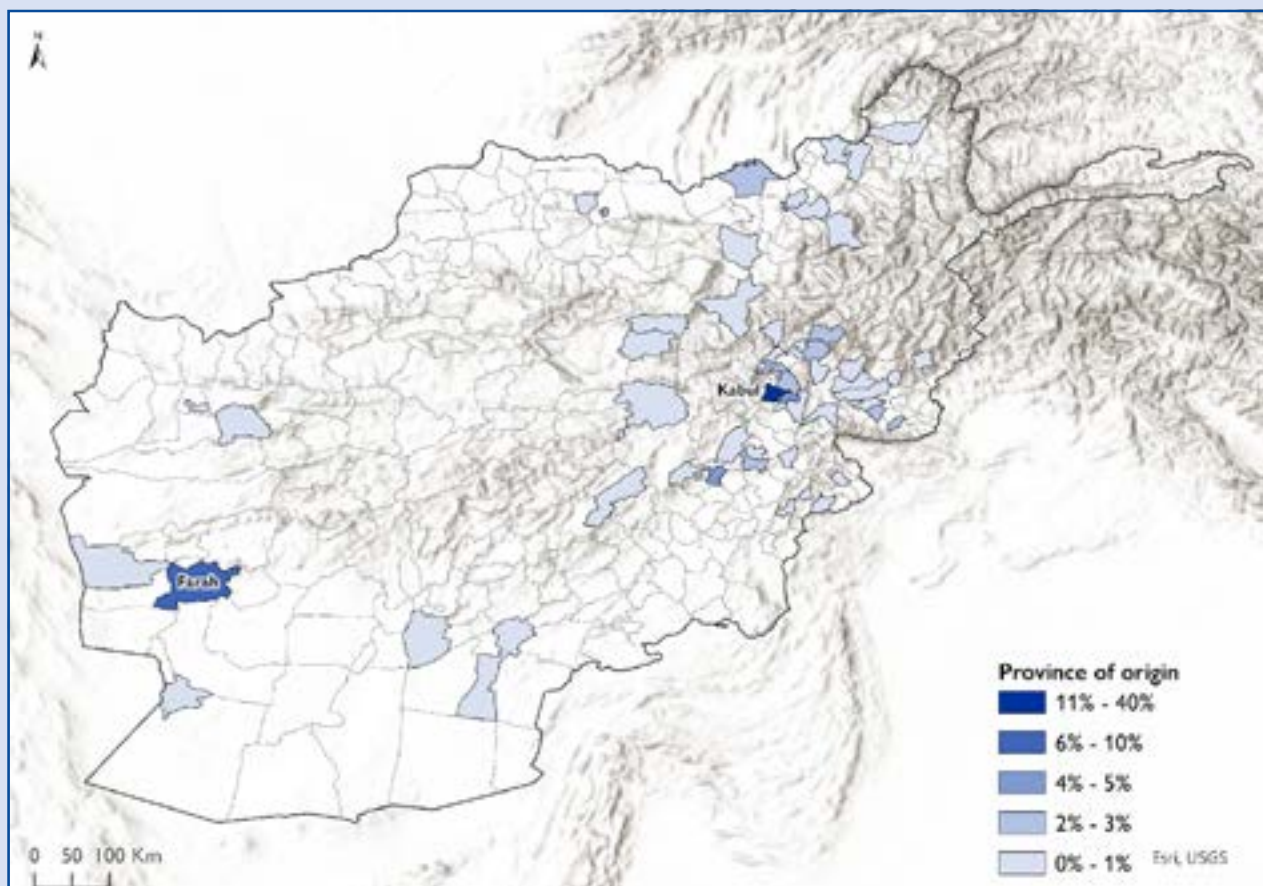 N
Kabul
Farah
Province of origin
11% - 40%
6% - 10%
4% - 5%
2% - 3%
0% - 1%
Esri, USGS
0 50 100 Km